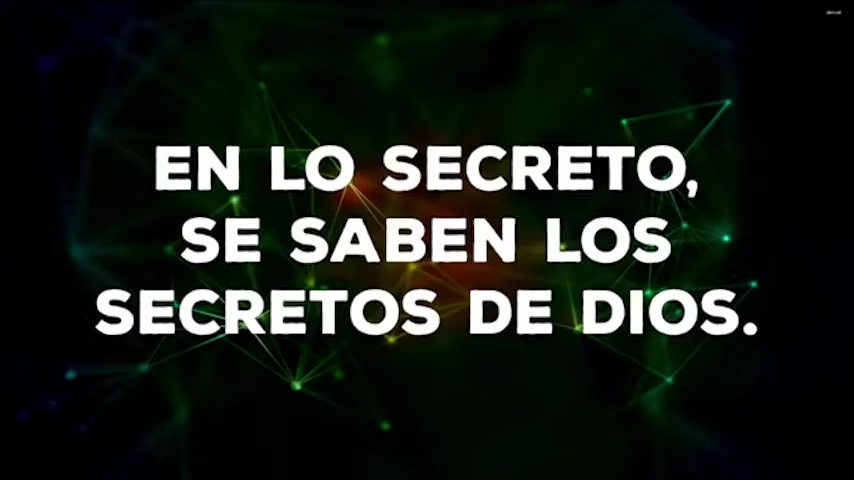 EN LO SECRETO,
SE SABEN LOS
SECRETOS DE DIOS.